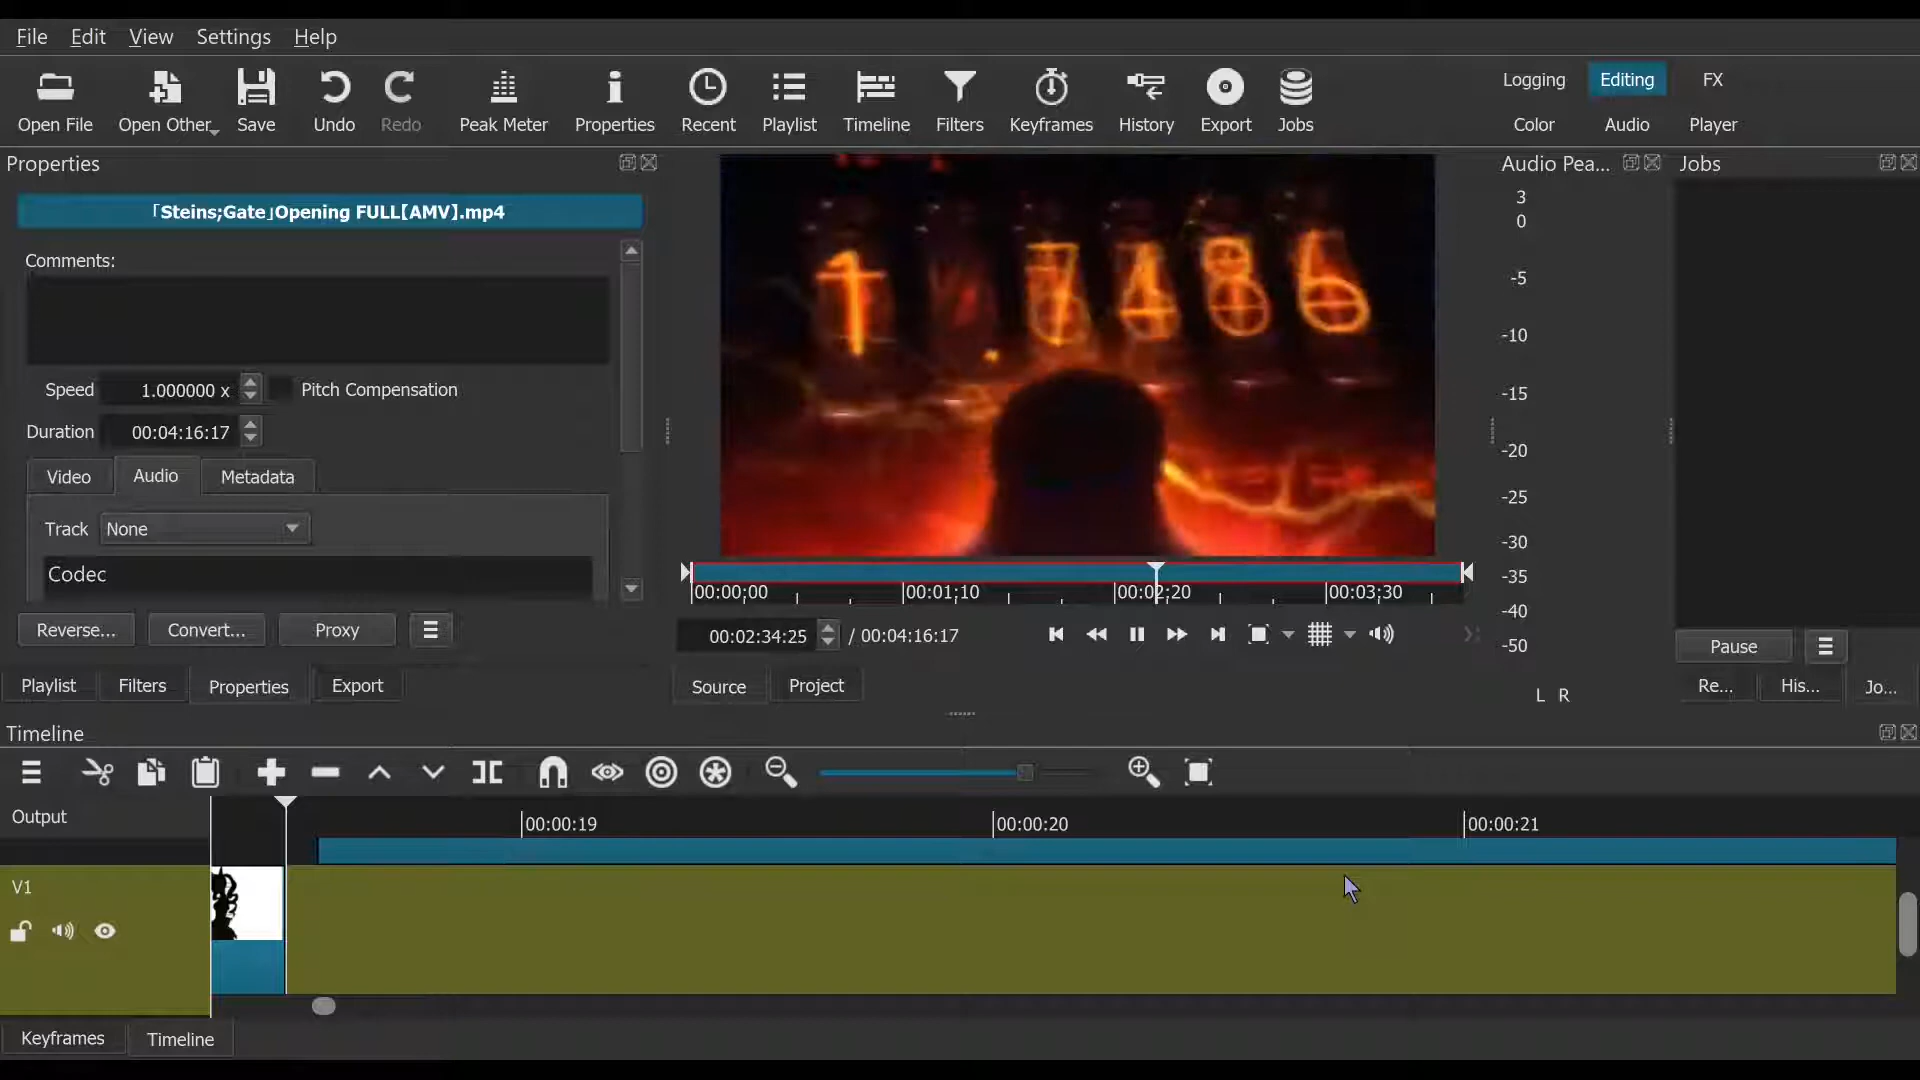 File Edit View Settings Help
Open File Open Other... Save Undo Redo Peak Meter Properties Recent Playlist Timeline Filters Keyframes History Export Jobs
Logging Editing FX
Color Audio Player
Properties
「Steins;Gate」Opening FULL【AMV】.mp4
Comments:
Speed 1.000000 x Pitch Compensation
Duration 00:04:16:17
Video Audio Metadata
Track None
Codec
Reverse... Convert... Proxy
Playlist Filters Properties Export
1 7486
00:00;00 00:01;10 00:02;20 00:03;30
00:02:34:25 / 00:04:16:17
Source Project
Audio Pea...
3
0
-5
-10
-15
-20
-25
-30
-35
-40
-50
L R
Jobs
Pause
Re... His... Jo...
Timeline
Output
00:00:19 00:00:20 00:00:21
V1
Keyframes Timeline